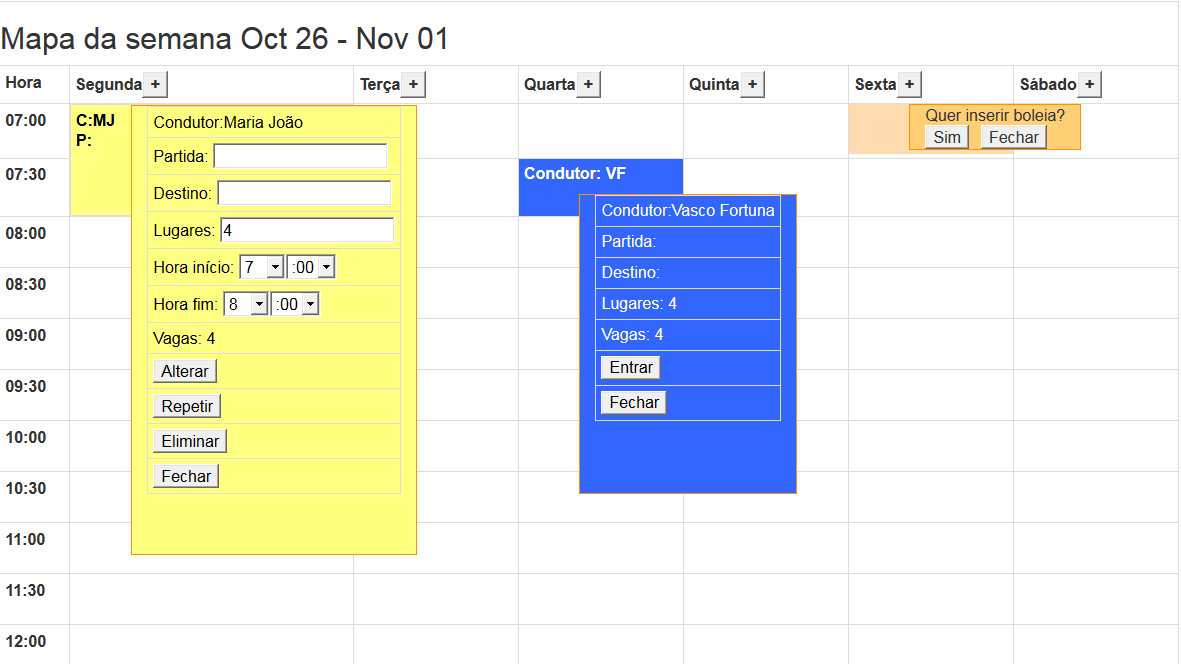 Mapa da semana Oct 26 - Nov 01
Hora Segunda + Terça + Quarta + Quinta + Sexta + Sábado +
07:00
C:MJ
P:
Condutor:Maria João
Partida:
Destino:
Lugares: 4
Hora início: 7 :00
Hora fim: 8 :00
Vagas: 4
Alterar
Repetir
Eliminar
Fechar
Quer inserir boleia?
Sim Fechar
07:30
Condutor: VF
Condutor:Vasco Fortuna
Partida:
Destino:
Lugares: 4
Vagas: 4
Entrar
Fechar
08:00
08:30
09:00
09:30
10:00
10:30
11:00
11:30
12:00